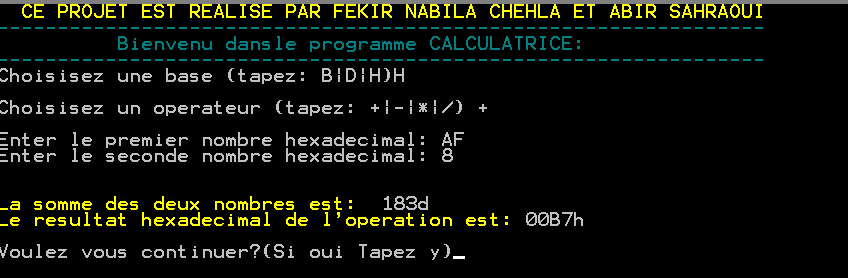 CE PROJET EST REALISE PAR FEKIR NABILA CHEHLA ET ABIR SAHRAOUI
----------------------------------------------------------------
Bienvenu dansle programme CALCULATRICE:
----------------------------------------------------------------
Choisisez une base (tapez: B|D|H)H
Choisisez un operateur (tapez: +|-|*|/) +
Enter le premier nombre hexadecimal: AF
Enter le seconde nombre hexadecimal: 8
La somme des deux nombres est:  183d
Le resultat hexadecimal de l'operation est: 00B7h
Voulez vous continuer?(Si oui Tapez y)_